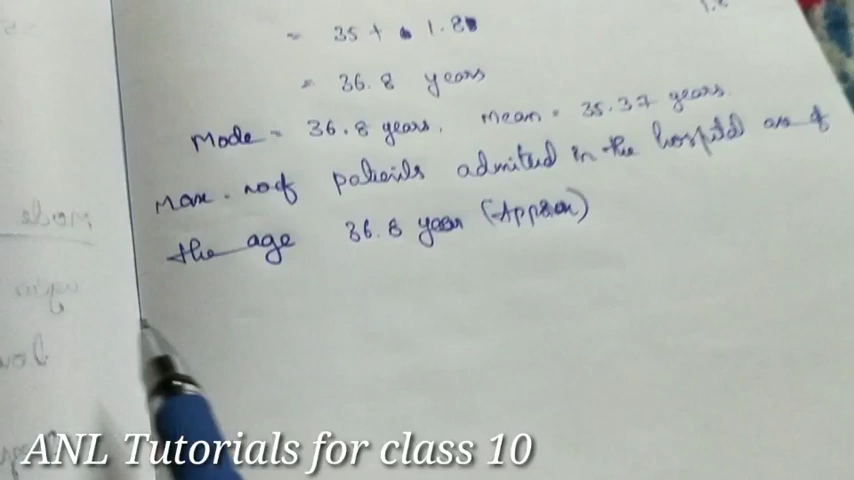 = 35 + 1.8
= 36.8 years
Mode = 36.8 years. Mean = 35.37 years.
Max. no of patients admitted in the hospital are of
the age 36.8 year (Approx)
ANL Tutorials for class 10